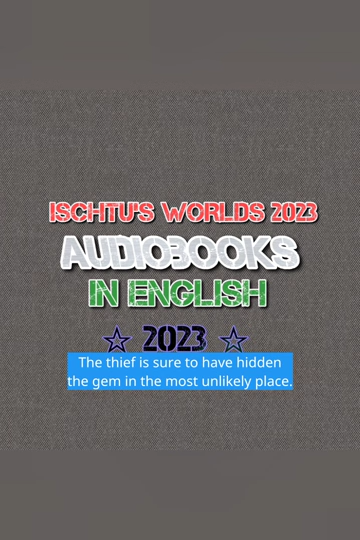 ISCHTU'S WORLDS 2023
AUDIOBOOKS
IN ENGLISH
☆ 2023 ☆
The thief is sure to have hidden
the gem in the most unlikely place.